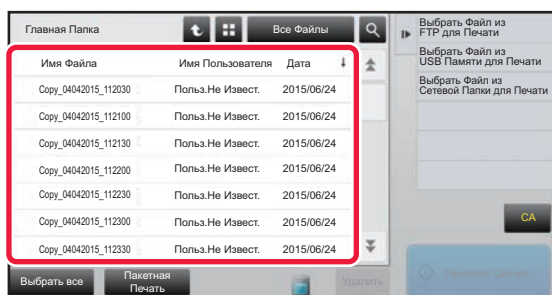 Главная Папка
Все Файлы
Имя Файла Имя Пользователя Дата
Copy_04042015_112030 Польз.Не Извест. 2015/06/24
Copy_04042015_112100 Польз.Не Извест. 2015/06/24
Copy_04042015_112130 Польз.Не Извест. 2015/06/24
Copy_04042015_112200 Польз.Не Извест. 2015/06/24
Copy_04042015_112230 Польз.Не Извест. 2015/06/24
Copy_04042015_112300 Польз.Не Извест. 2015/06/24
Copy_04042015_112330 Польз.Не Извест. 2015/06/24
Выбрать все
Пакетная
Печать
Удалить
Выбрать Файл из
FTP для Печати
Выбрать Файл из
USB Памяти для Печати
Выбрать Файл из
Сетевой Папки для Печати
CA